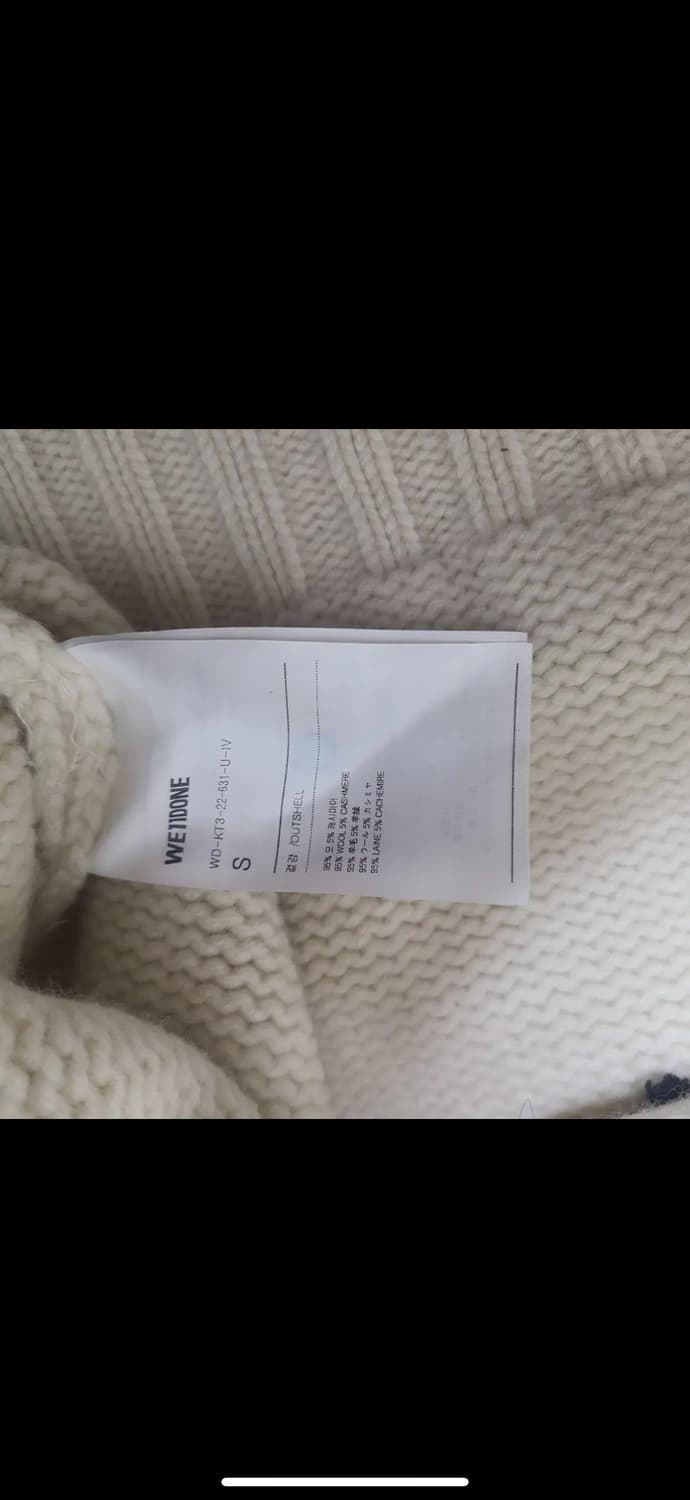 WE11DONE
WD-KT3-22-631-U-IV
S
겉감 /OUTSHELL
95% 모 5% 캐시미어
95% WOOL 5% CASHMERE
95% 羊毛 5% 羊絨
95% ウール 5% カシミヤ
95% LAINE 5% CACHEMIRE